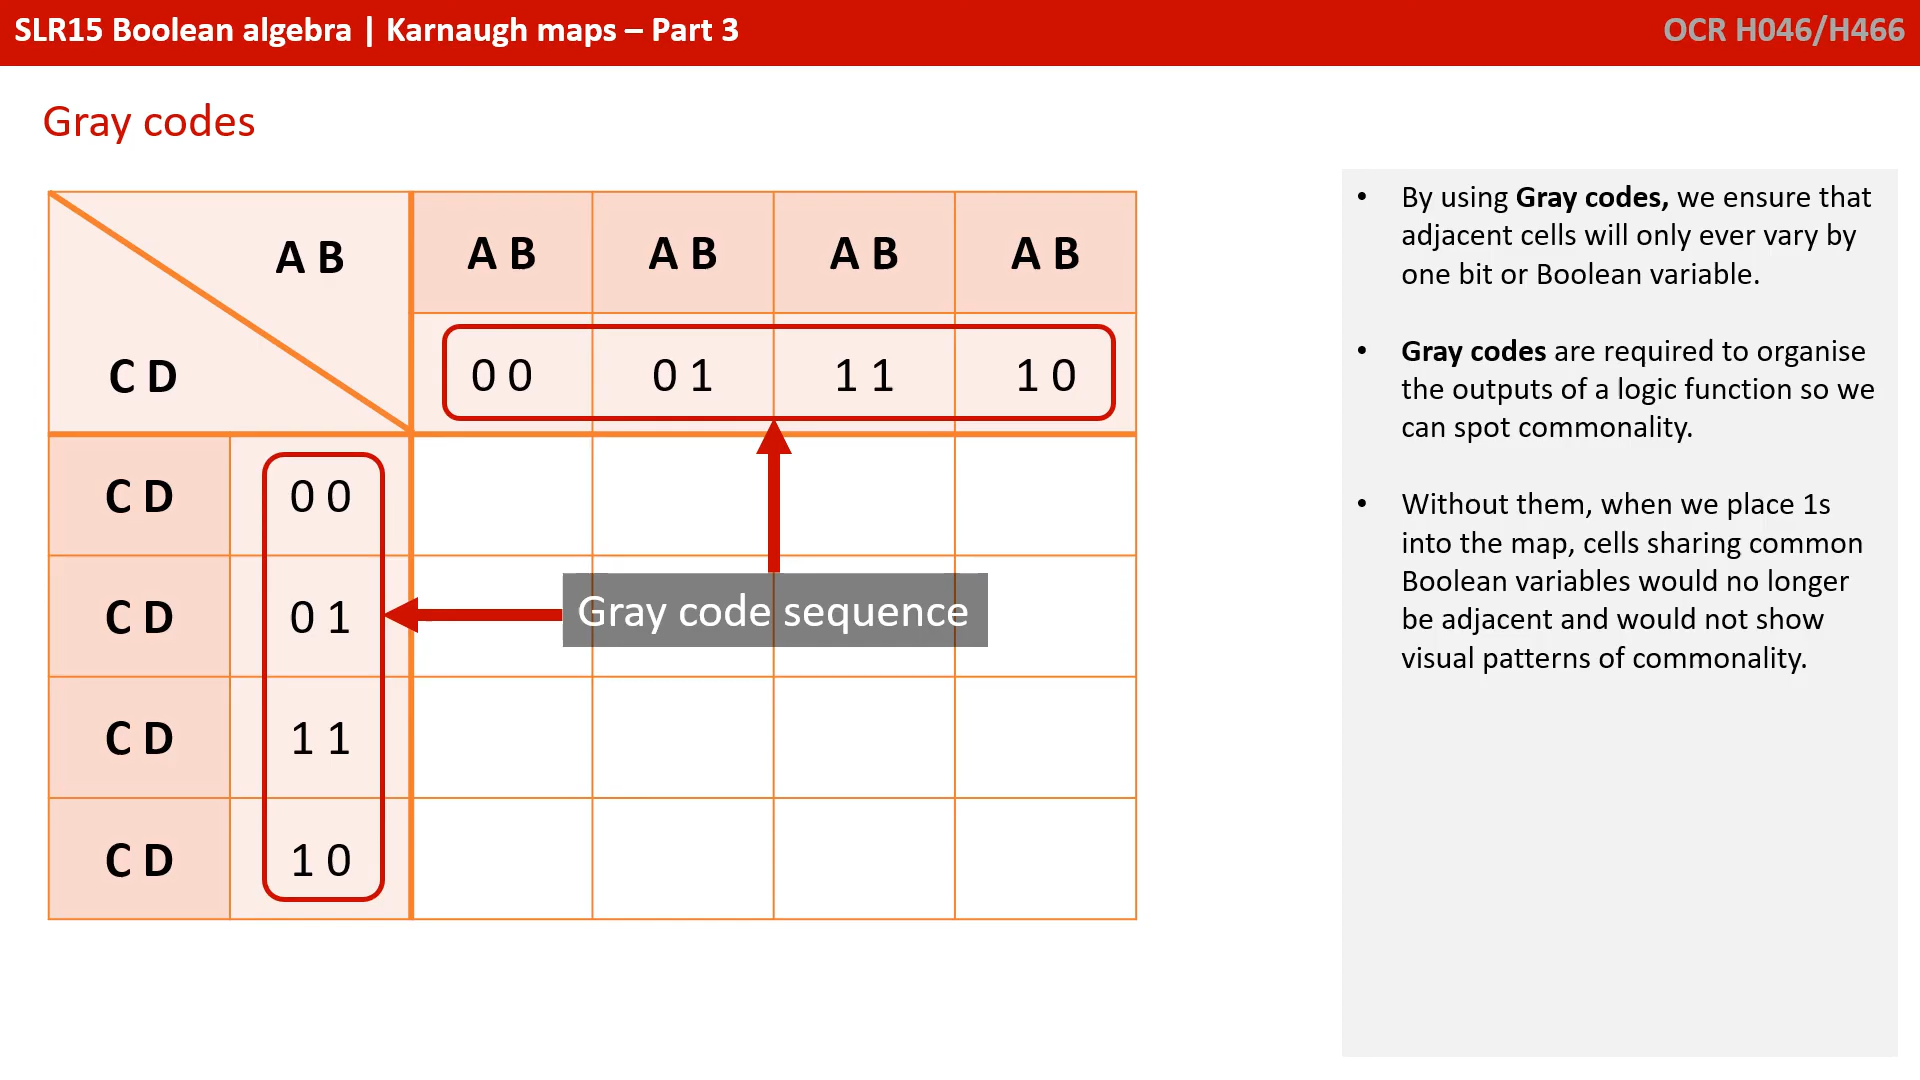 SLR15 Boolean algebra | Karnaugh maps – Part 3
OCR H046/H466
Gray codes
A B
C D
A B A B A B A B
0 0 0 1 1 1 1 0
C D 0 0
C D 0 1
C D 1 1
C D 1 0
Gray code sequence
• By using Gray codes, we ensure that
adjacent cells will only ever vary by
one bit or Boolean variable.
• Gray codes are required to organise
the outputs of a logic function so we
can spot commonality.
• Without them, when we place 1s
into the map, cells sharing common
Boolean variables would no longer
be adjacent and would not show
visual patterns of commonality.